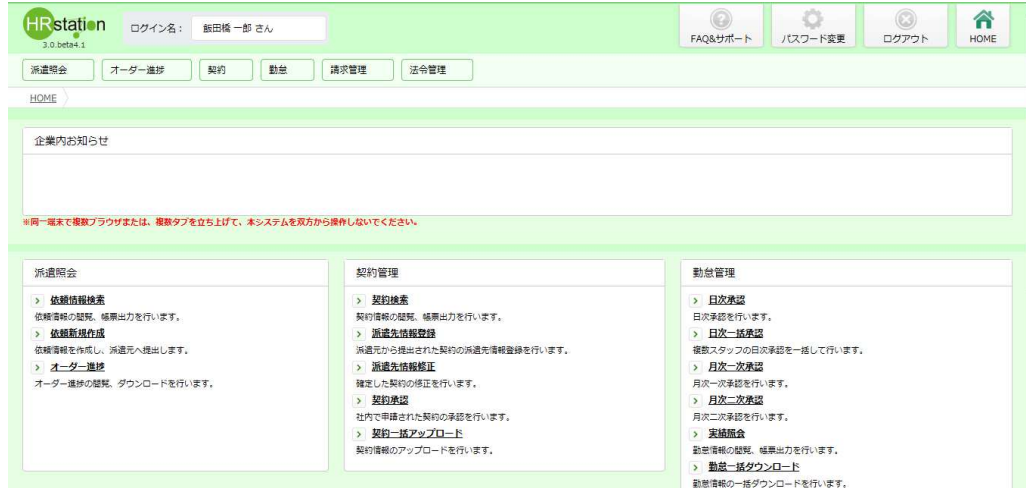 HRstation
3.0.beta4.1
ログイン名： 飯田橋 一郎 さん
FAQ&サポート
パスワード変更
ログアウト
HOME
派遣照会
オーダー進捗
契約
勤怠
請求管理
法令管理
HOME
企業内お知らせ
※同一端末で複数ブラウザまたは、複数タブを立ち上げて、本システムを双方から操作しないでください。
派遣照会
依頼情報検索
依頼情報の閲覧、帳票出力を行います。
依頼新規作成
依頼情報を作成し、派遣元へ提出します。
オーダー進捗
オーダー進捗の閲覧、ダウンロードを行います。
契約管理
契約検索
契約情報の閲覧、帳票出力を行います。
派遣先情報登録
派遣元から提出された契約の派遣先情報登録を行います。
派遣先情報修正
確定した契約の修正を行います。
契約承認
社内で申請された契約の承認を行います。
契約一括アップロード
契約情報のアップロードを行います。
勤怠管理
日次承認
日次承認を行います。
日次一括承認
複数スタッフの日次承認を一括して行います。
月次一次承認
月次一次承認を行います。
月次二次承認
月次二次承認を行います。
実績照会
勤怠情報の閲覧、帳票出力を行います。
勤怠一括ダウンロード
勤怠情報の一括ダウンロードを行います。